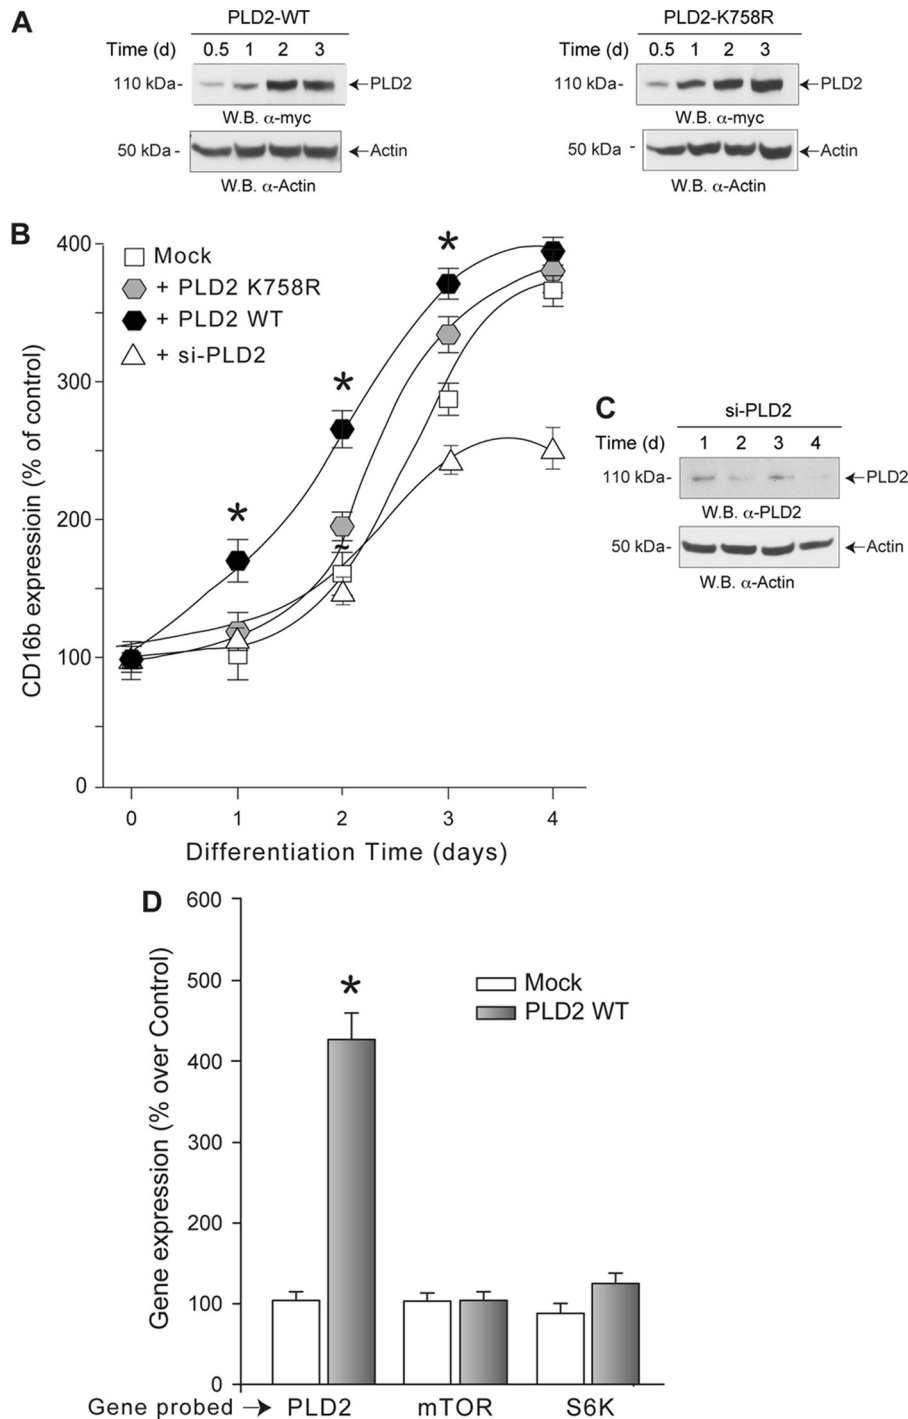 A
PLD2-WT
Time (d) 0.5 1 2 3
110 kDa- ←PLD2
W.B. α-myc
50 kDa - ←Actin
W.B. α-Actin
PLD2-K758R
Time (d) 0.5 1 2 3
110 kDa- ←PLD2
W.B. α-myc
50 kDa - ←Actin
W.B. α-Actin
B
CD16b expressioin (% of control)
400
300
200
100
0
Mock
+ PLD2 K758R
+ PLD2 WT
+ si-PLD2
*
*
*
~
0 1 2 3 4
Differentiation Time (days)
C
si-PLD2
Time (d) 1 2 3 4
110 kDa- ←PLD2
W.B. α-PLD2
50 kDa- ←Actin
W.B. α-Actin
D
Gene expression (% over Control)
600
500
400
300
200
100
0
*
Mock
PLD2 WT
Gene probed → PLD2 mTOR S6K